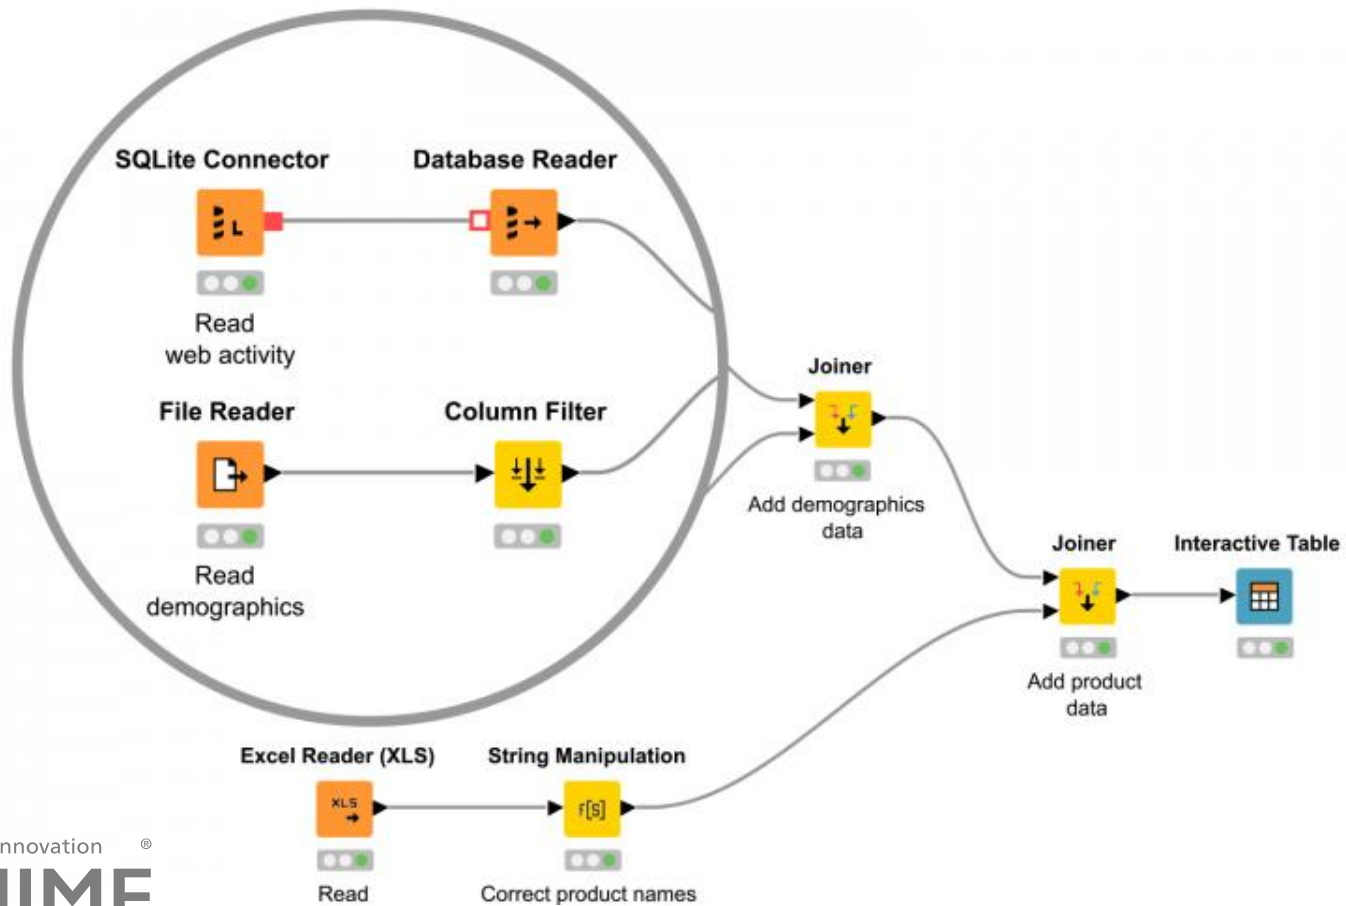 SQLite Connector
Database Reader
Read
web activity
File Reader
Column Filter
Read
demographics
Joiner
Add demographics
data
Joiner
Interactive Table
Add product
data
Excel Reader (XLS)
String Manipulation
XLS
F[S]
L
Read
Correct product names
nnovation ®